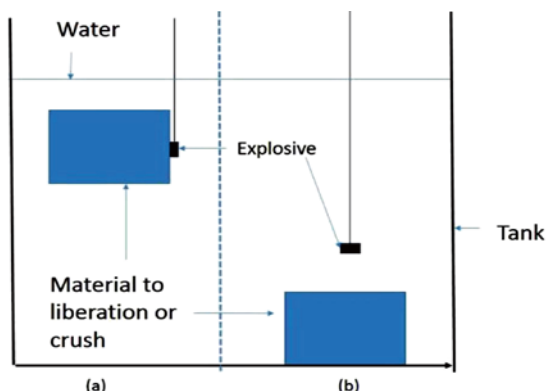 Water
Explosive
Tank
Material to
liberation or
crush
(a)
(b)